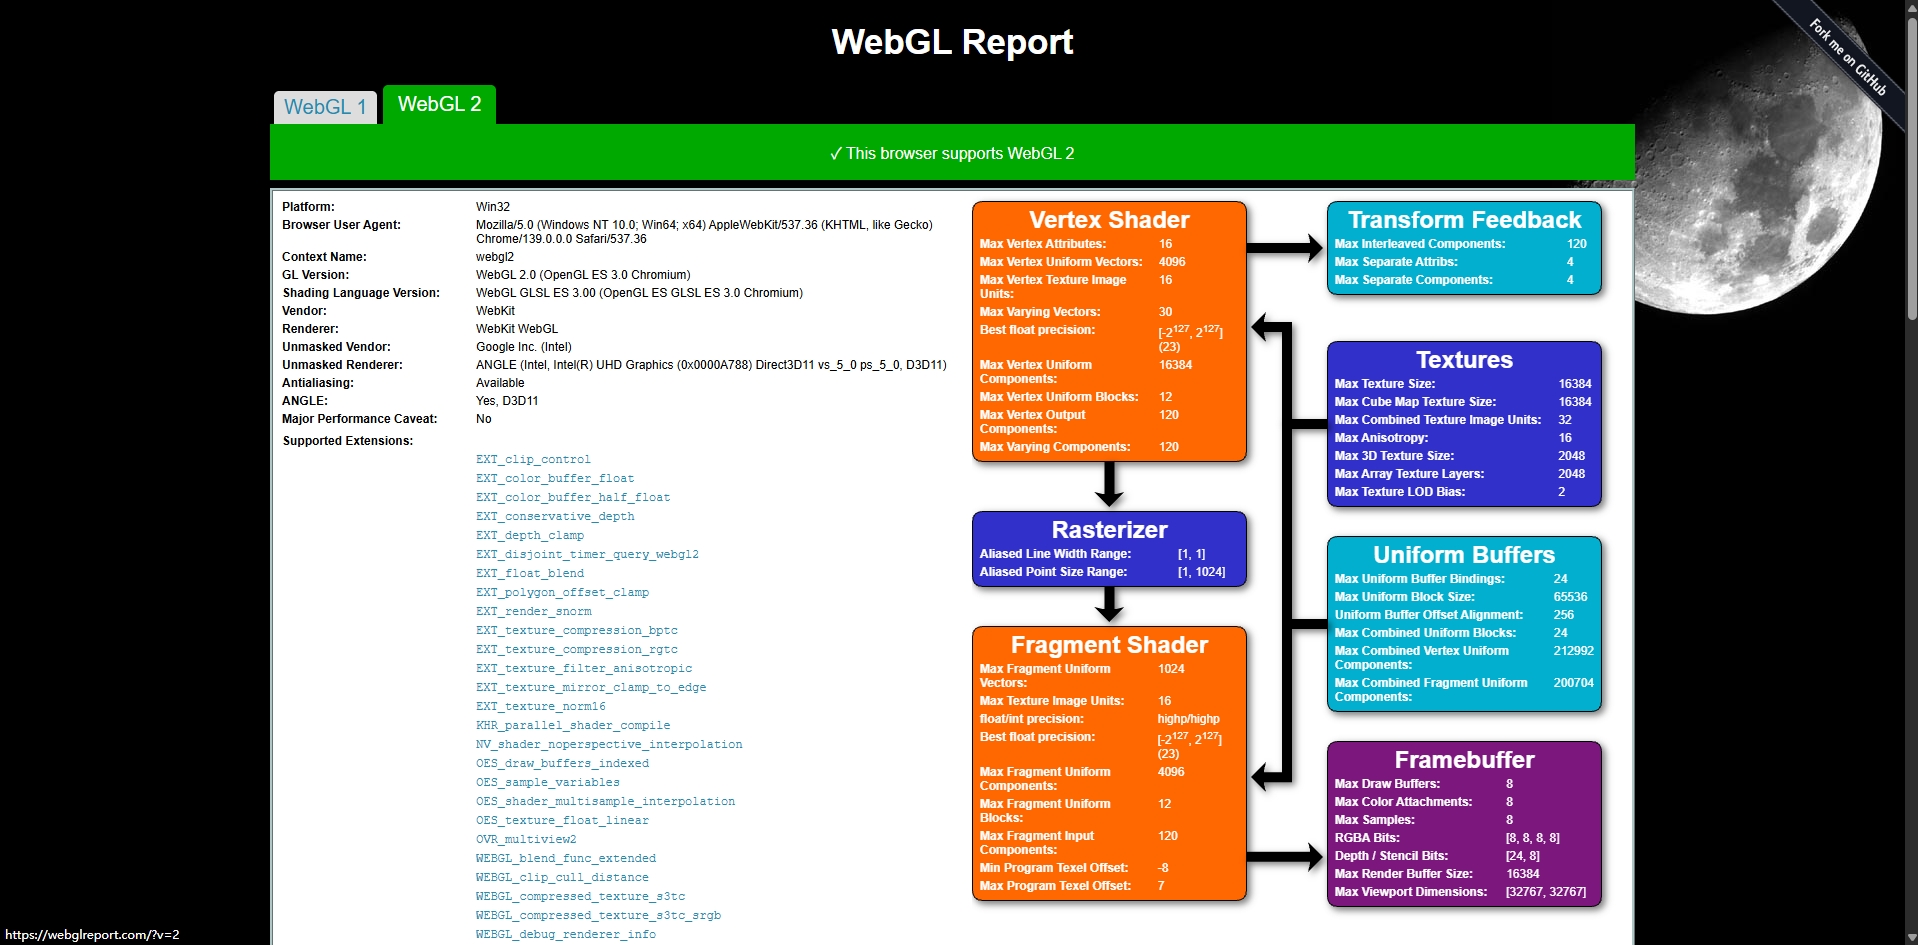 WebGL Report
Fork me on GitHub
WebGL 1
WebGL 2
✓ This browser supports WebGL 2
Platform: Win32
Browser User Agent: Mozilla/5.0 (Windows NT 10.0; Win64; x64) AppleWebKit/537.36 (KHTML, like Gecko)
Chrome/139.0.0.0 Safari/537.36
Context Name: webgl2
GL Version: WebGL 2.0 (OpenGL ES 3.0 Chromium)
Shading Language Version: WebGL GLSL ES 3.00 (OpenGL ES GLSL ES 3.0 Chromium)
Vendor: WebKit
Renderer: WebKit WebGL
Unmasked Vendor: Google Inc. (Intel)
Unmasked Renderer: ANGLE (Intel, Intel(R) UHD Graphics (0x0000A788) Direct3D11 vs_5_0 ps_5_0, D3D11)
Antialiasing: Available
ANGLE: Yes, D3D11
Major Performance Caveat: No
Supported Extensions:
EXT_clip_control
EXT_color_buffer_float
EXT_color_buffer_half_float
EXT_conservative_depth
EXT_depth_clamp
EXT_disjoint_timer_query_webgl2
EXT_float_blend
EXT_polygon_offset_clamp
EXT_render_snorm
EXT_texture_compression_bptc
EXT_texture_compression_rgtc
EXT_texture_filter_anisotropic
EXT_texture_mirror_clamp_to_edge
EXT_texture_norm16
KHR_parallel_shader_compile
NV_shader_noperspective_interpolation
OES_draw_buffers_indexed
OES_sample_variables
OES_shader_multisample_interpolation
OES_texture_float_linear
OVR_multiview2
WEBGL_blend_func_extended
WEBGL_clip_cull_distance
WEBGL_compressed_texture_s3tc
WEBGL_compressed_texture_s3tc_srgb
WEBGL_debug_renderer_info
Vertex Shader
Max Vertex Attributes: 16
Max Vertex Uniform Vectors: 4096
Max Vertex Texture Image 16
Units:
Max Varying Vectors: 30
Best float precision: [-2^127, 2^127]
(23)
Max Vertex Uniform 16384
Components:
Max Vertex Uniform Blocks: 12
Max Vertex Output 120
Components:
Max Varying Components: 120
Rasterizer
Aliased Line Width Range: [1, 1]
Aliased Point Size Range: [1, 1024]
Fragment Shader
Max Fragment Uniform 1024
Vectors:
Max Texture Image Units: 16
float/int precision: highp/highp
Best float precision: [-2^127, 2^127]
(23)
Max Fragment Uniform 4096
Components:
Max Fragment Uniform 12
Blocks:
Max Fragment Input 120
Components:
Min Program Texel Offset: -8
Max Program Texel Offset: 7
Transform Feedback
Max Interleaved Components: 120
Max Separate Attribs: 4
Max Separate Components: 4
Textures
Max Texture Size: 16384
Max Cube Map Texture Size: 16384
Max Combined Texture Image Units: 32
Max Anisotropy: 16
Max 3D Texture Size: 2048
Max Array Texture Layers: 2048
Max Texture LOD Bias: 2
Uniform Buffers
Max Uniform Buffer Bindings: 24
Max Uniform Block Size: 65536
Uniform Buffer Offset Alignment: 256
Max Combined Uniform Blocks: 24
Max Combined Vertex Uniform 212992
Components:
Max Combined Fragment Uniform 200704
Components:
Framebuffer
Max Draw Buffers: 8
Max Color Attachments: 8
Max Samples: 8
RGBA Bits: [8, 8, 8, 8]
Depth / Stencil Bits: [24, 8]
Max Render Buffer Size: 16384
Max Viewport Dimensions: [32767, 32767]
https://webglreport.com/?v=2